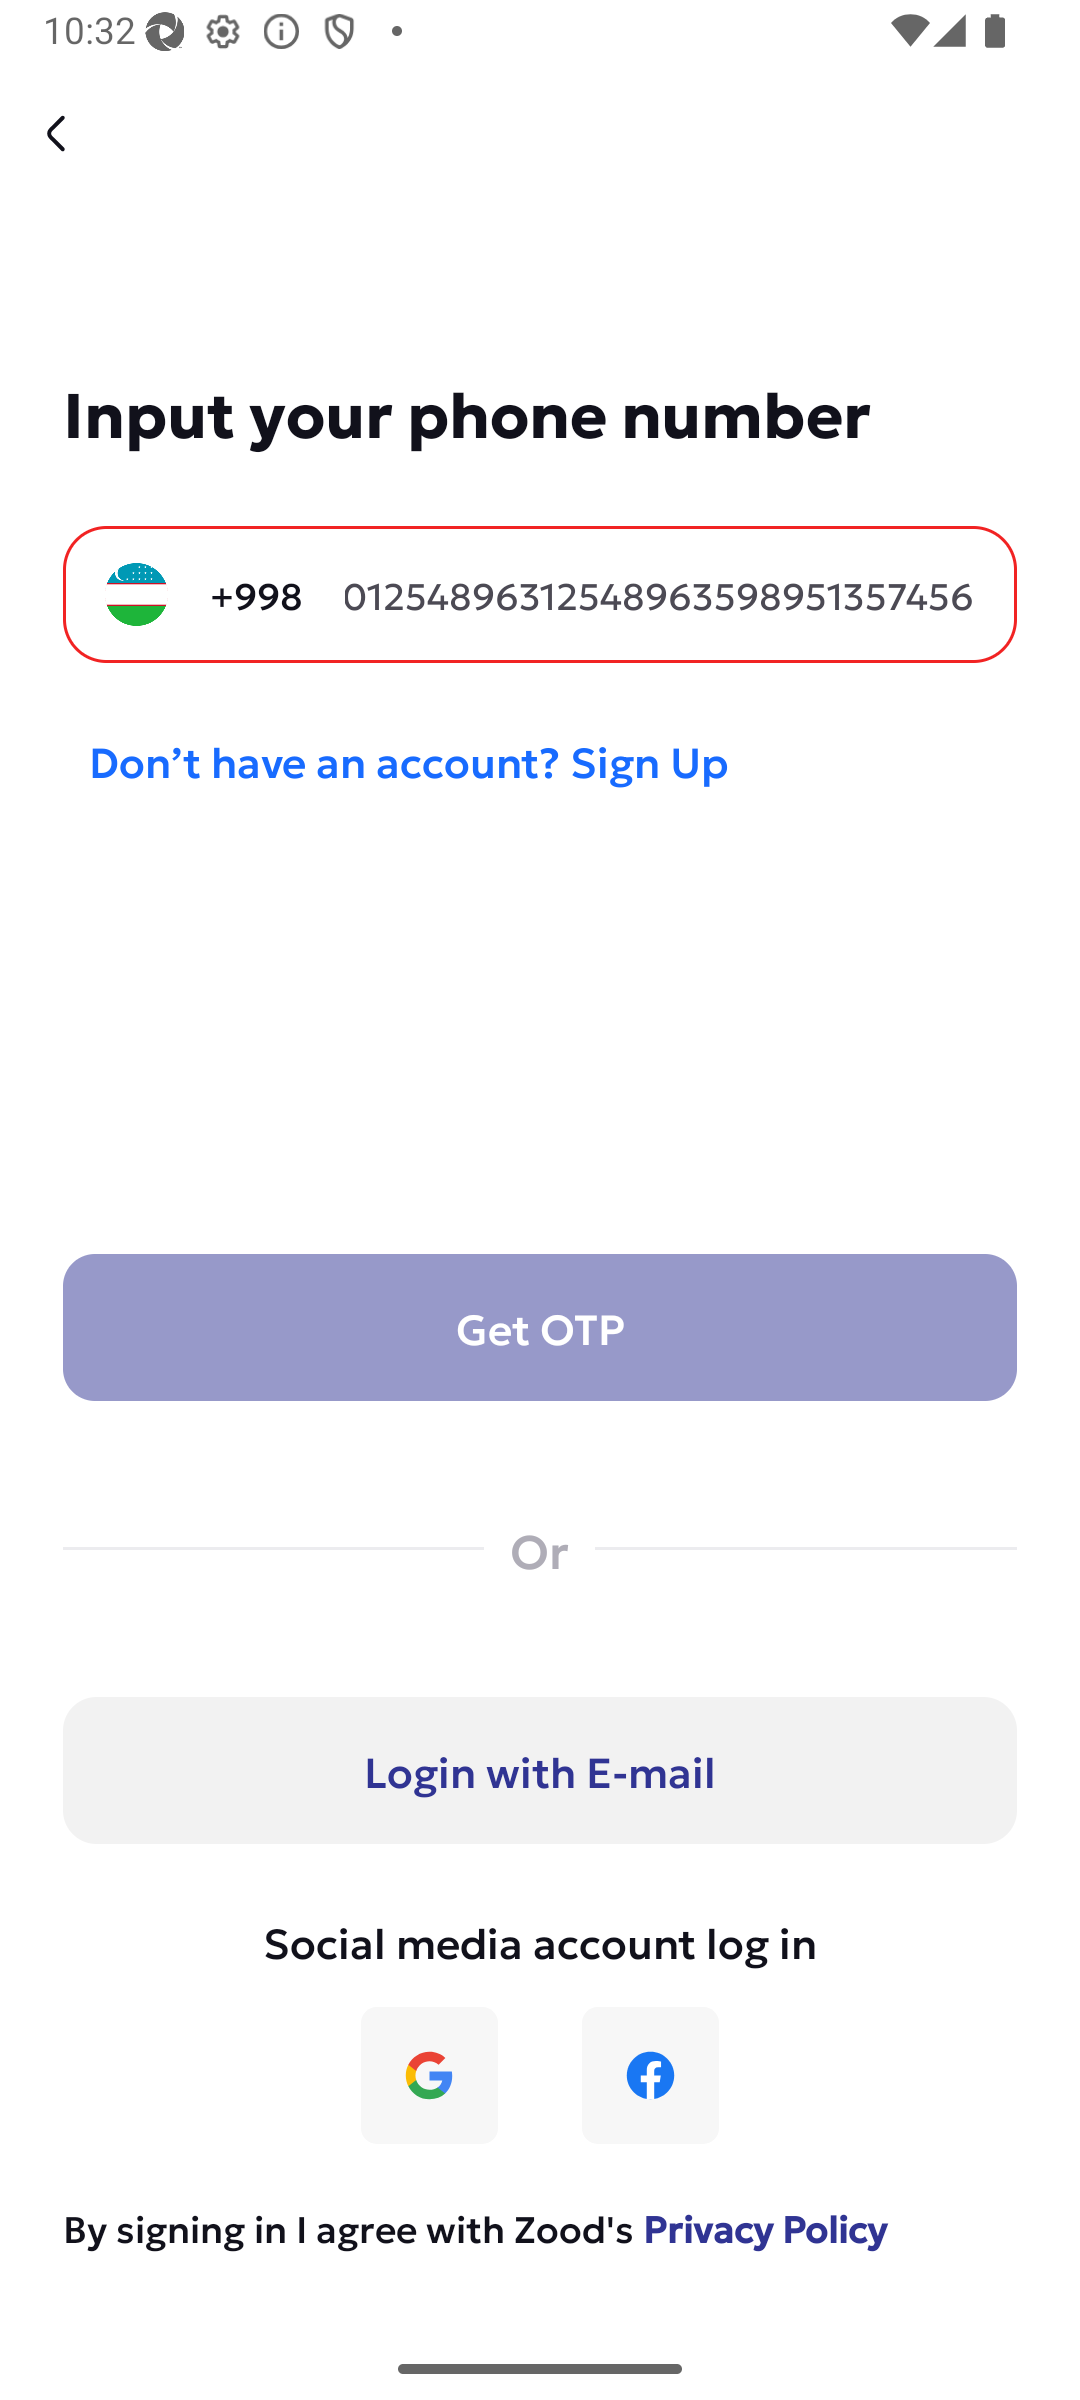 10:32
Input your phone number
+998 01254896312548963598951357456
Don’t have an account? Sign Up
Get OTP
Or
Login with E-mail
Social media account log in
By signing in I agree with Zood's Privacy Policy